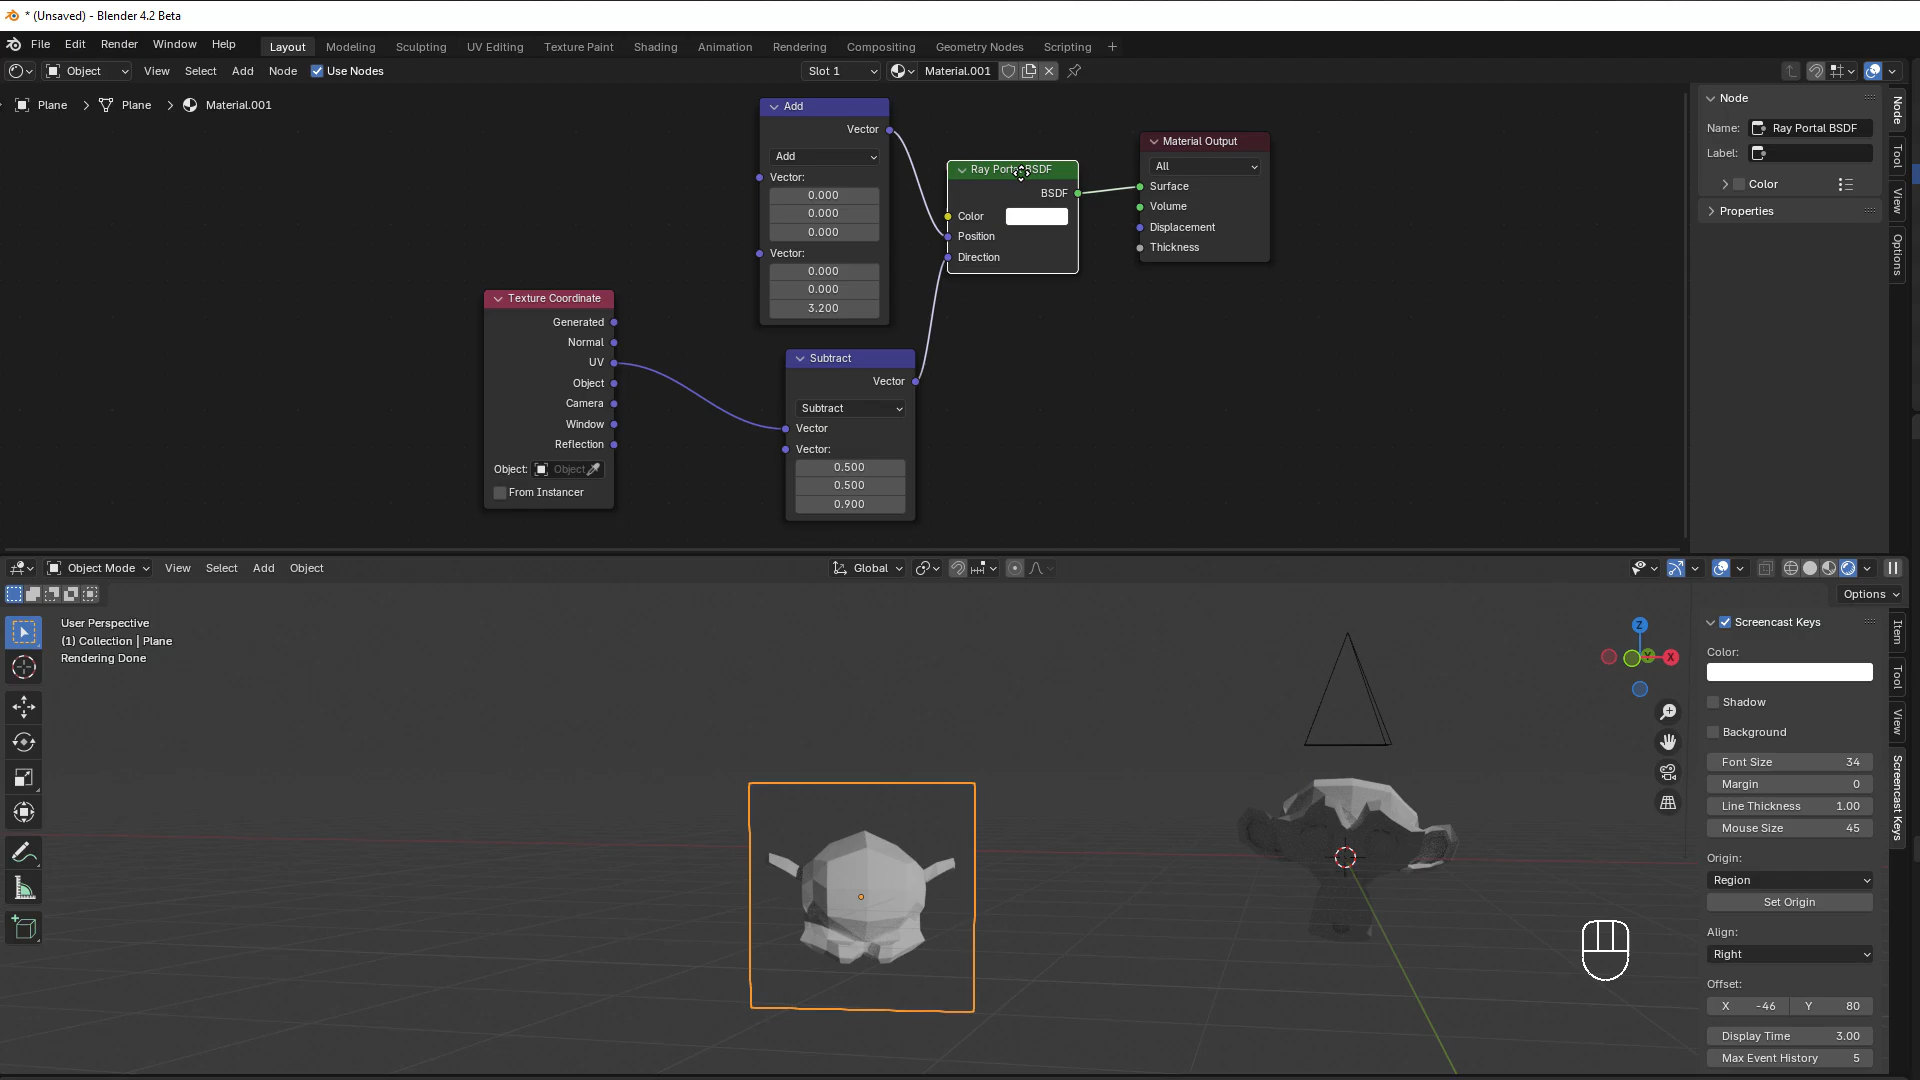 * (Unsaved) - Blender 4.2 Beta
File Edit Render Window Help Layout Modeling Sculpting UV Editing Texture Paint Shading Animation Rendering Compositing Geometry Nodes Scripting +
Object View Select Add Node Use Nodes Slot 1 Material.001
Plane > Plane > Material.001
Add
Vector
Add
Vector:
0.000
0.000
0.000
Vector:
0.000
0.000
3.200
Ray Portal BSDF
BSDF
Color
Position
Direction
Material Output
All
Surface
Volume
Displacement
Thickness
Texture Coordinate
Generated
Normal
UV
Object
Camera
Window
Reflection
Object: Object
From Instancer
Subtract
Vector
Subtract
Vector
Vector:
0.500
0.500
0.900
Node
Name: Ray Portal BSDF
Label:
Color
Properties
Node
Tool
View
Options
Object Mode View Select Add Object Global
Options
User Perspective
(1) Collection | Plane
Rendering Done
Z
Y
X
Screencast Keys
Color:
Shadow
Background
Font Size 34
Margin 0
Line Thickness 1.00
Mouse Size 45
Origin:
Region
Set Origin
Align:
Right
Offset:
X -46 Y 80
Display Time 3.00
Max Event History 5
Item
Tool
View
Screencast Keys